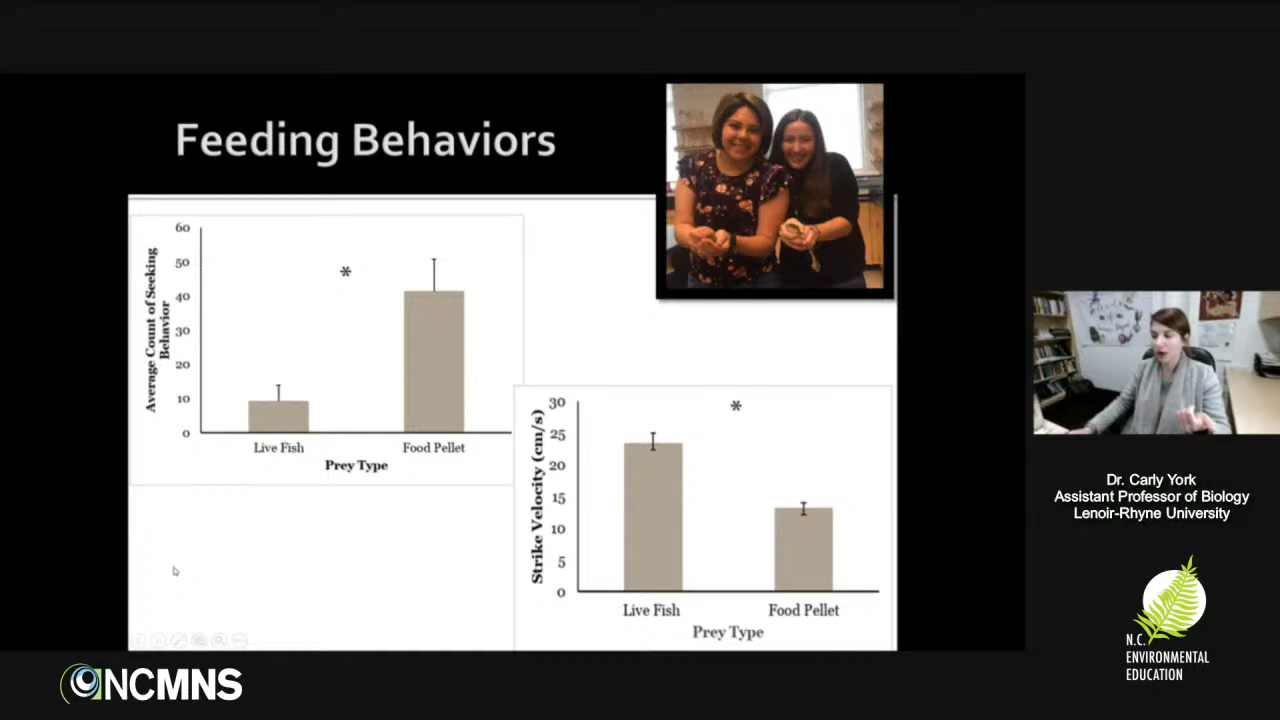 Feeding Behaviors
60
50
40
30
20
10
0
Average Count of Seeking
Behavior
*
Live Fish
Food Pellet
Prey Type
30
25
20
15
10
5
0
Strike Velocity (cm/s)
*
Live Fish
Food Pellet
Prey Type
Dr. Carly York
Assistant Professor of Biology
Lenoir-Rhyne University
NCMNS
N.C.
ENVIRONMENTAL
EDUCATION